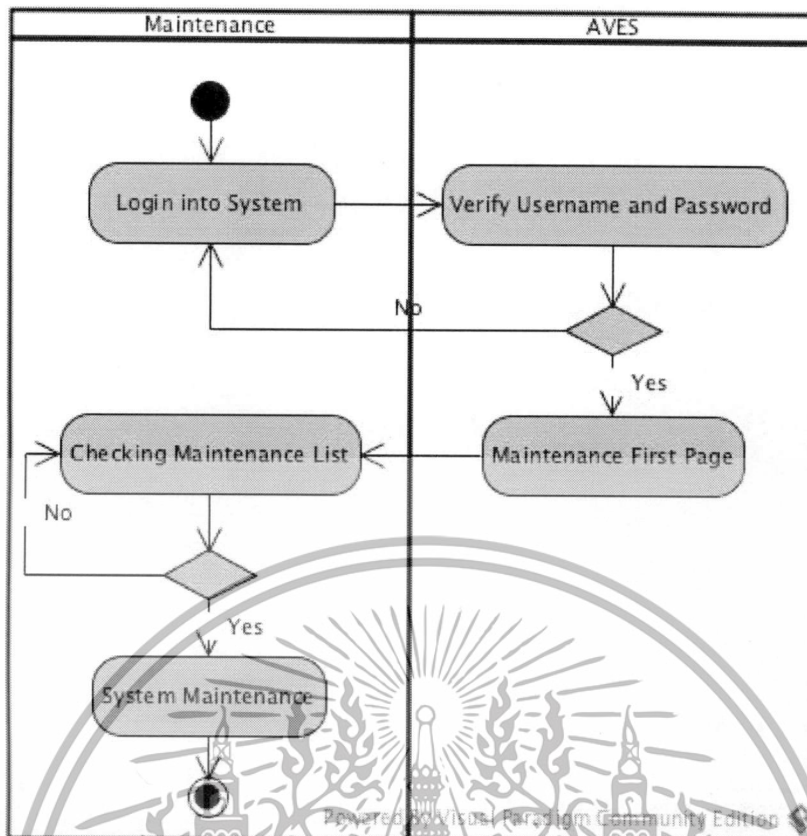 Maintenance
AVES
Login into System
Verify Username and Password
No
Yes
Checking Maintenance List
Maintenance First Page
No
Yes
System Maintenance
Powered By Visual Paradigm Community Edition